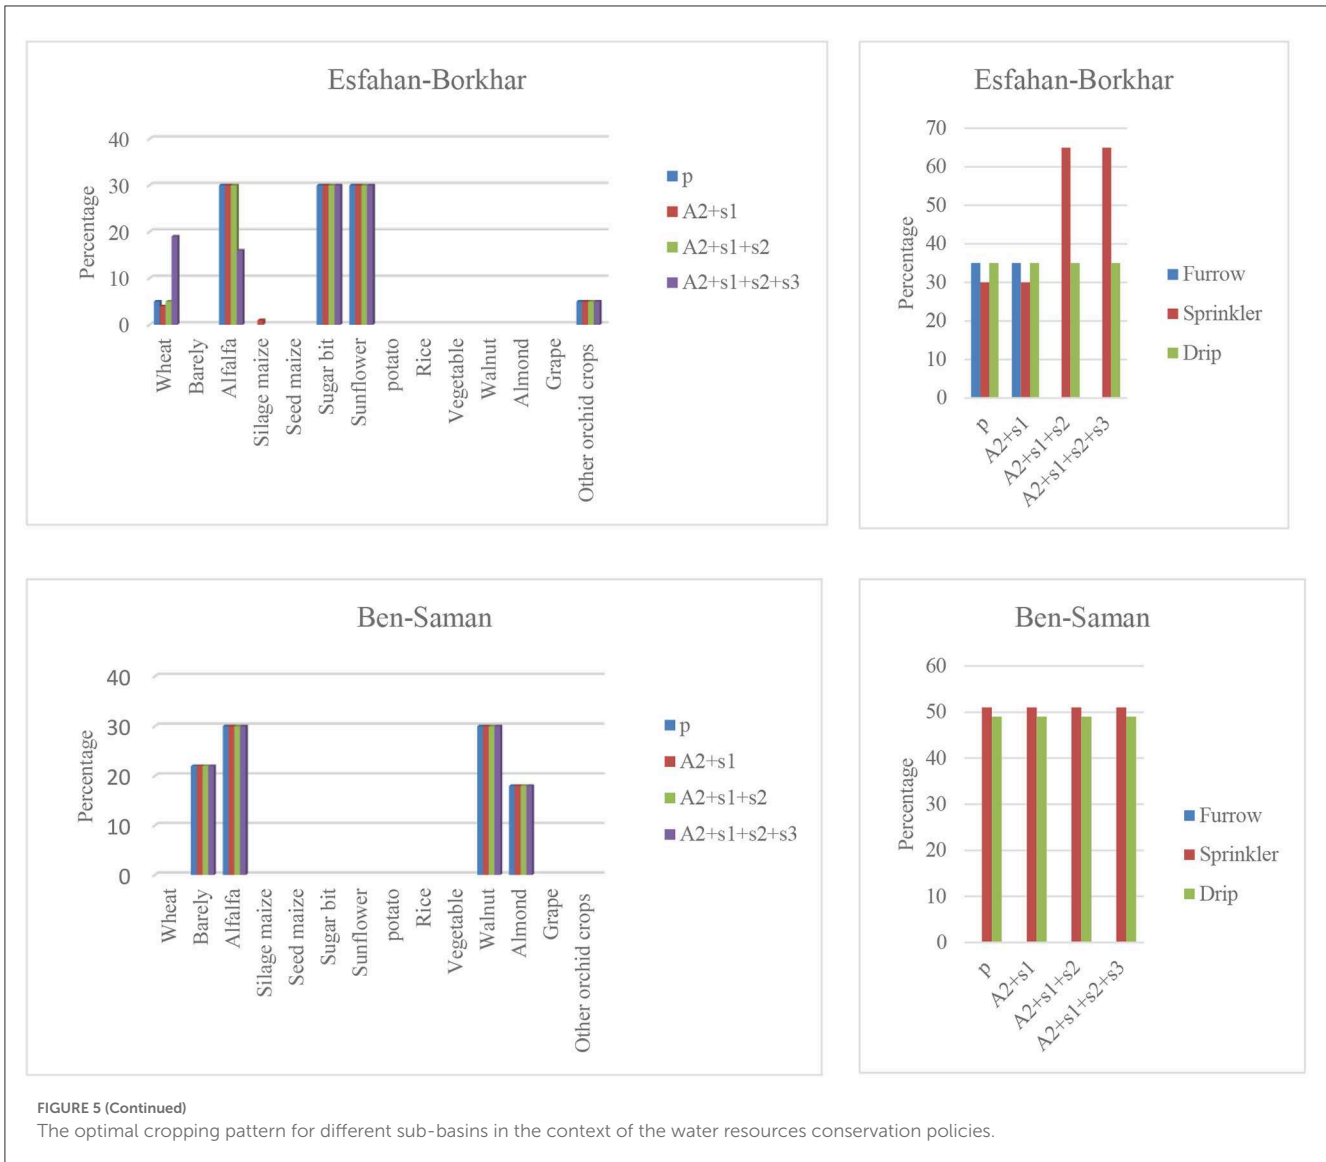 Esfahan-Borkhar
Percentage
40
30
20
10
0
Wheat
Barely
Alfalfa
Silage maize
Seed maize
Sugar bit
Sunflower
potato
Rice
Vegetable
Walnut
Almond
Grape
Other orchid crops
p
A2+s1
A2+s1+s2
A2+s1+s2+s3
Esfahan-Borkhar
Percentage
70
60
50
40
30
20
10
0
p
A2+s1
A2+s1+s2
A2+s1+s2+s3
Furrow
Sprinkler
Drip
Ben-Saman
Percentage
40
30
20
10
0
Wheat
Barely
Alfalfa
Silage maize
Seed maize
Sugar bit
Sunflower
potato
Rice
Vegetable
Walnut
Almond
Grape
Other orchid crops
p
A2+s1
A2+s1+s2
A2+s1+s2+s3
Ben-Saman
Percentage
60
50
40
30
20
10
0
p
A2+s1
A2+s1+s2
A2+s1+s2+s3
Furrow
Sprinkler
Drip
FIGURE 5 (Continued)
The optimal cropping pattern for different sub-basins in the context of the water resources conservation policies.